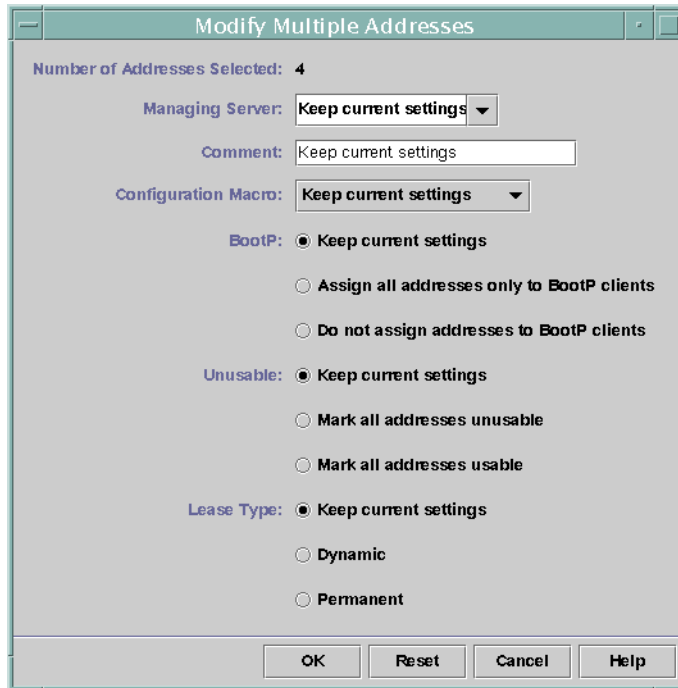 Modify Multiple Addresses
Number of Addresses Selected: 4
Managing Server: Keep current settings
Comment: Keep current settings
Configuration Macro: Keep current settings
BootP: Keep current settings
Assign all addresses only to BootP clients
Do not assign addresses to BootP clients
Unusable: Keep current settings
Mark all addresses unusable
Mark all addresses usable
Lease Type: Keep current settings
Dynamic
Permanent
OK Reset Cancel Help